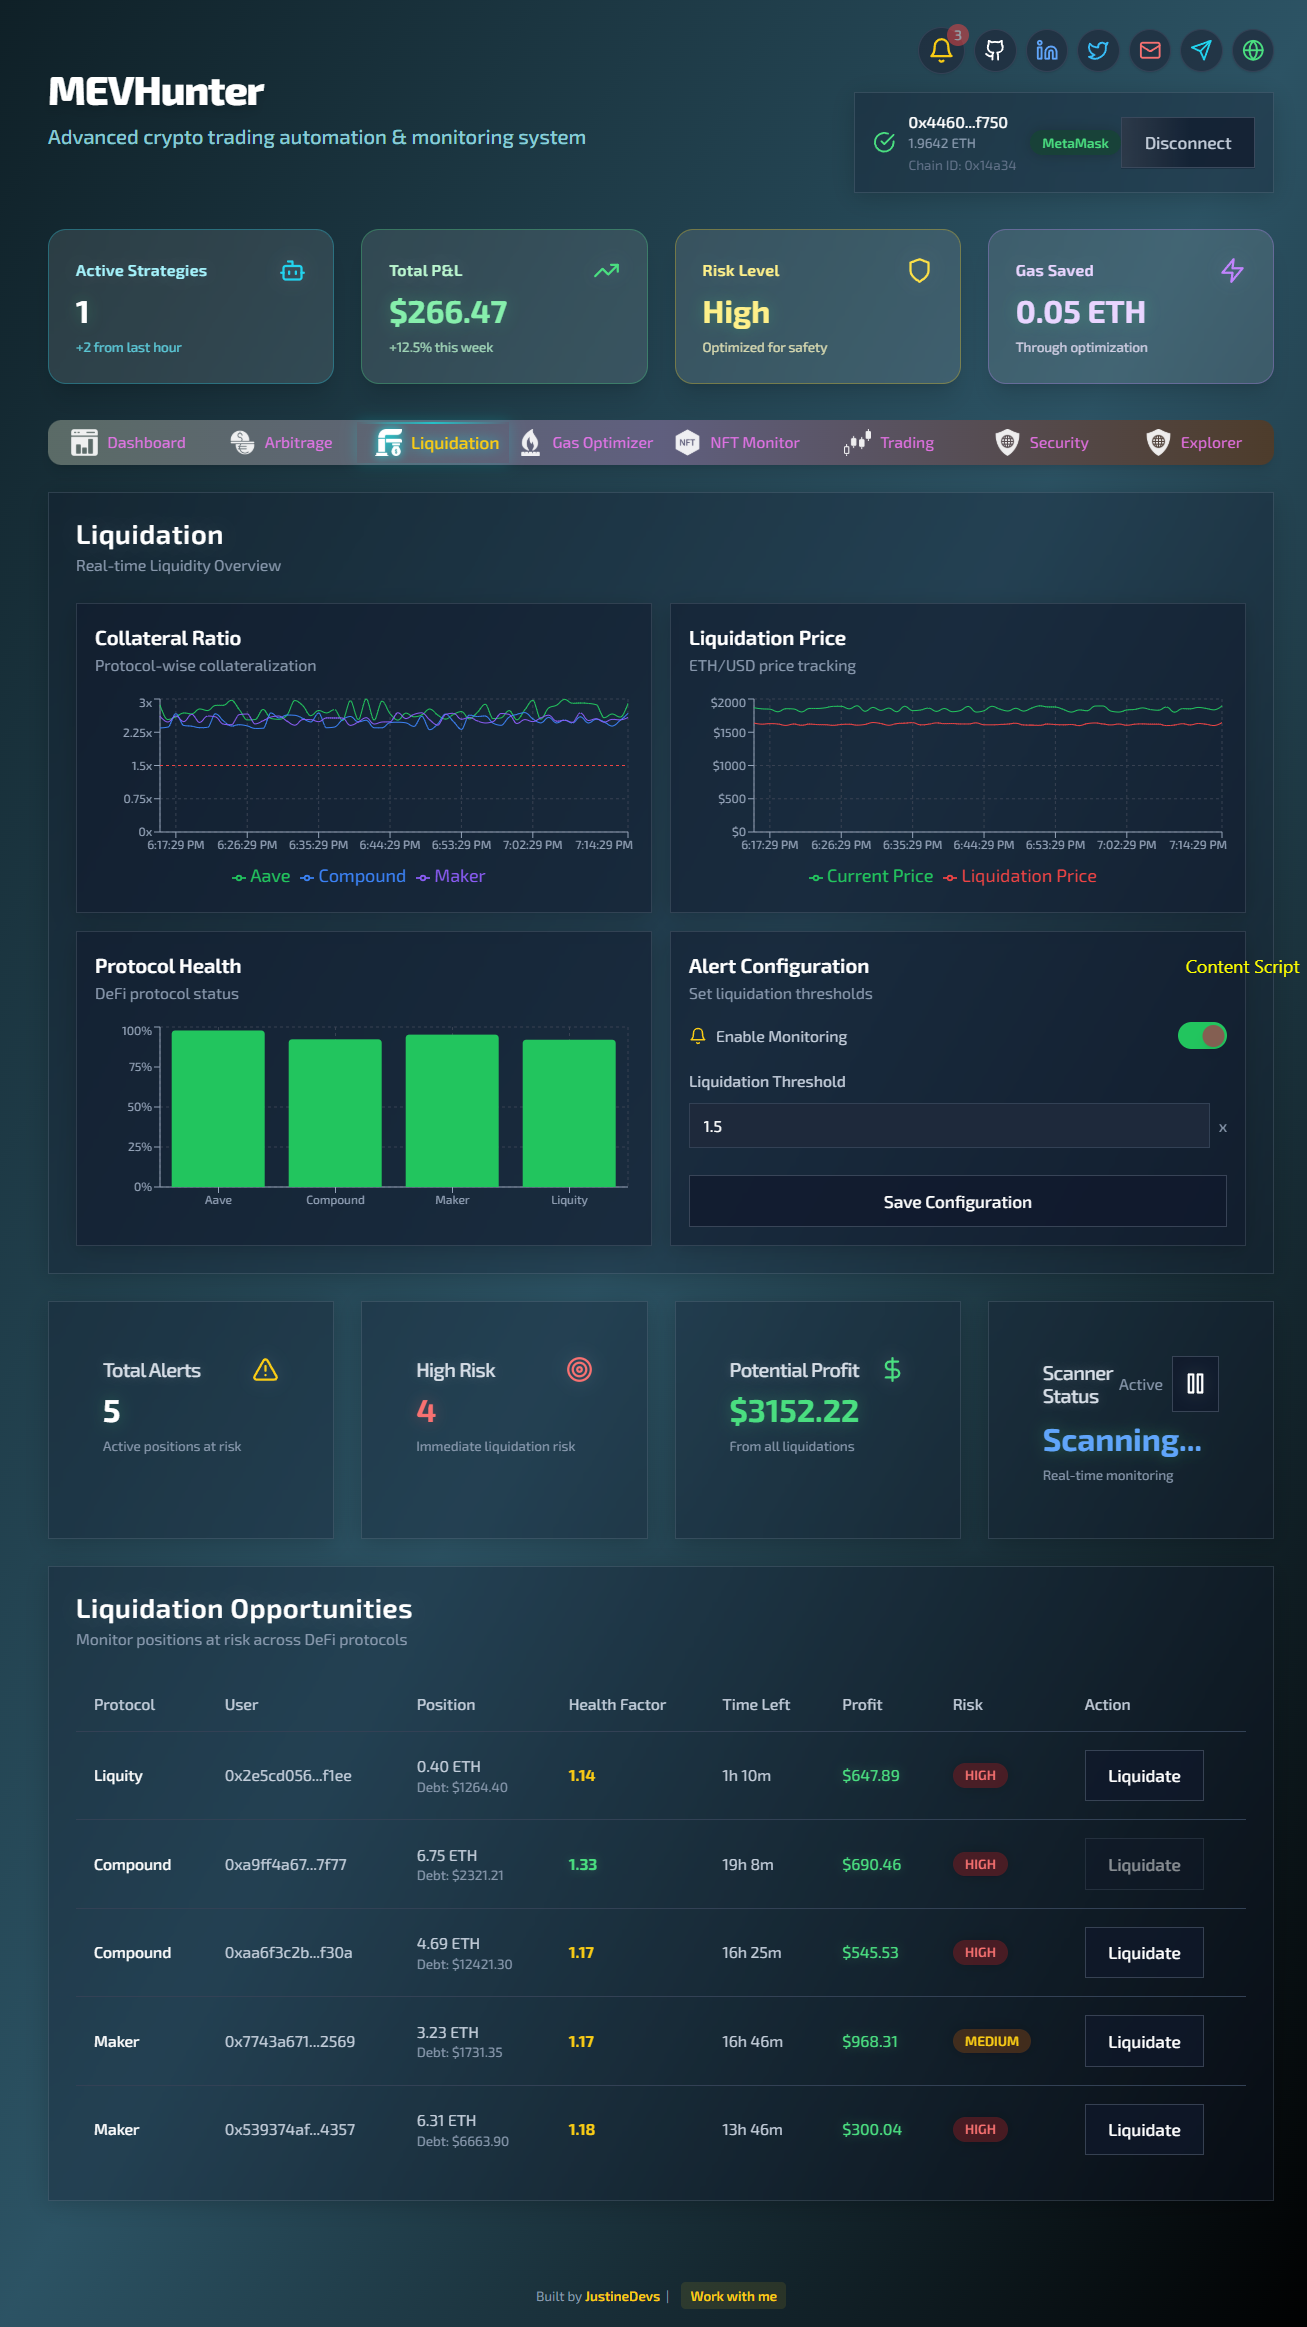 3
MEVHunter
Advanced crypto trading automation & monitoring system
0x4460...f750
1.9642 ETH
Chain ID: 0x14a34
MetaMask
Disconnect
Active Strategies
1
+2 from last hour
Total P&L
$266.47
+12.5% this week
Risk Level
High
Optimized for safety
Gas Saved
0.05 ETH
Through optimization
Dashboard
Arbitrage
Liquidation
Gas Optimizer
NFT
NFT Monitor
Trading
Security
Explorer
Liquidation
Real-time Liquidity Overview
Collateral Ratio
Protocol-wise collateralization
3x
2.25x
1.5x
0.75x
0x
6:17:29 PM 6:26:29 PM 6:35:29 PM 6:44:29 PM 6:53:29 PM 7:02:29 PM 7:14:29 PM
Aave Compound Maker
Liquidation Price
ETH/USD price tracking
$2000
$1500
$1000
$500
$0
6:17:29 PM 6:26:29 PM 6:35:29 PM 6:44:29 PM 6:53:29 PM 7:02:29 PM 7:14:29 PM
Current Price Liquidation Price
Protocol Health
DeFi protocol status
100%
75%
50%
25%
0%
Aave Compound Maker Liquity
Alert Configuration
Content Script
Set liquidation thresholds
Enable Monitoring
Liquidation Threshold
1.5
x
Save Configuration
Total Alerts
5
Active positions at risk
High Risk
4
Immediate liquidation risk
Potential Profit
$3152.22
From all liquidations
Scanner
Status
Active
Scanning...
Real-time monitoring
Liquidation Opportunities
Monitor positions at risk across DeFi protocols
Protocol User Position Health Factor Time Left Profit Risk Action
Liquity 0x2e5cd056...f1ee 0.40 ETH 1.14 1h 10m $647.89 HIGH Liquidate
Debt: $1264.40
Compound 0xa9ff4a67...7f77 6.75 ETH 1.33 19h 8m $690.46 HIGH Liquidate
Debt: $2321.21
Compound 0xaa6f3c2b...f30a 4.69 ETH 1.17 16h 25m $545.53 HIGH Liquidate
Debt: $12421.30
Maker 0x7743a671...2569 3.23 ETH 1.17 16h 46m $968.31 MEDIUM Liquidate
Debt: $1731.35
Maker 0x539374af...4357 6.31 ETH 1.18 13h 46m $300.04 HIGH Liquidate
Debt: $6663.90
Built by JustineDevs | Work with me